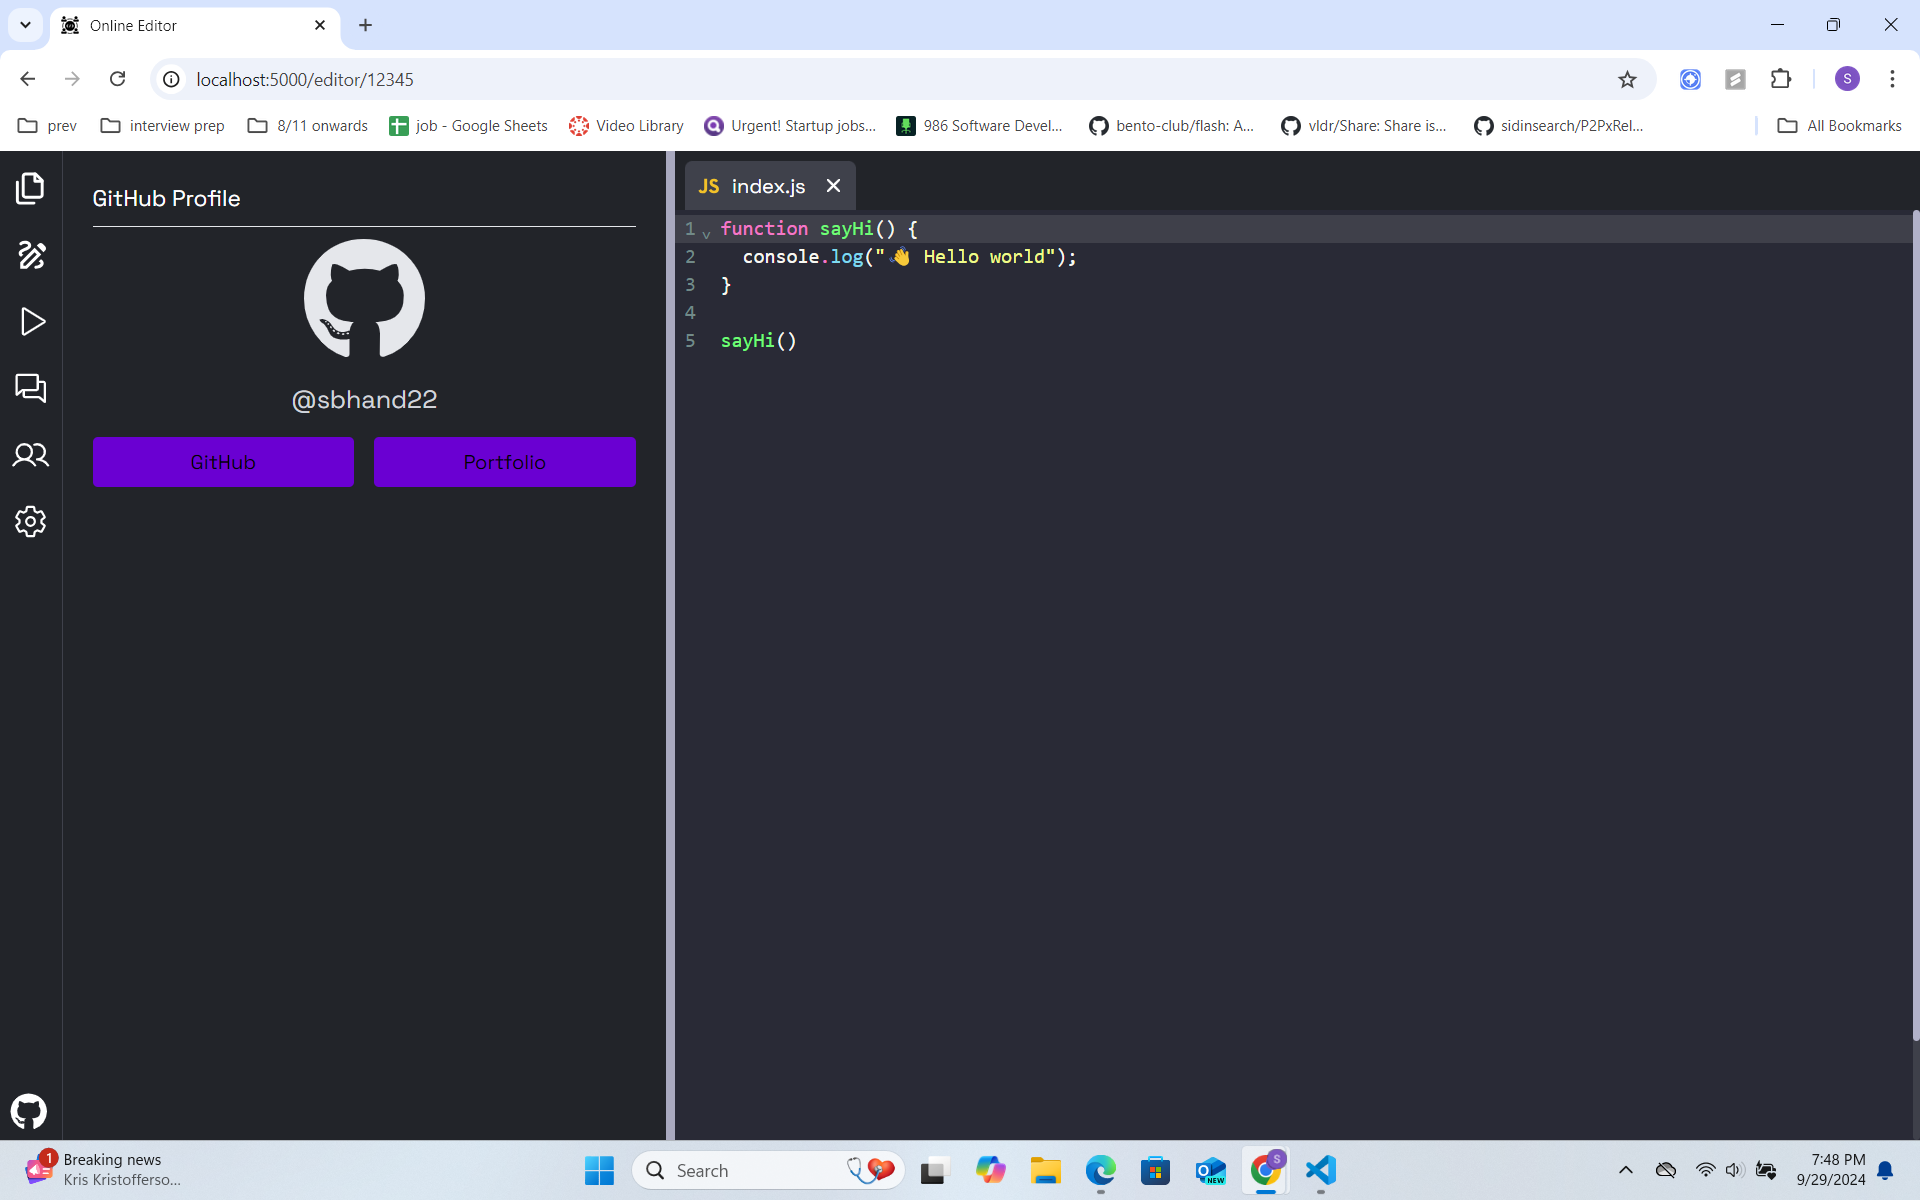 Online Editor
localhost:5000/editor/12345
S
prev
interview prep
8/11 onwards
job - Google Sheets
Video Library
Urgent! Startup jobs...
986 Software Devel...
bento-club/flash: A...
vldr/Share: Share is...
sidinsearch/P2PxRel...
All Bookmarks
GitHub Profile
@sbhand22
GitHub
Portfolio
JS index.js
1 function sayHi() {
2 console.log("👋 Hello world");
3 }
4
5 sayHi()
1
Breaking news
Kris Kristofferso...
Search
NEW
S
7:48 PM
9/29/2024